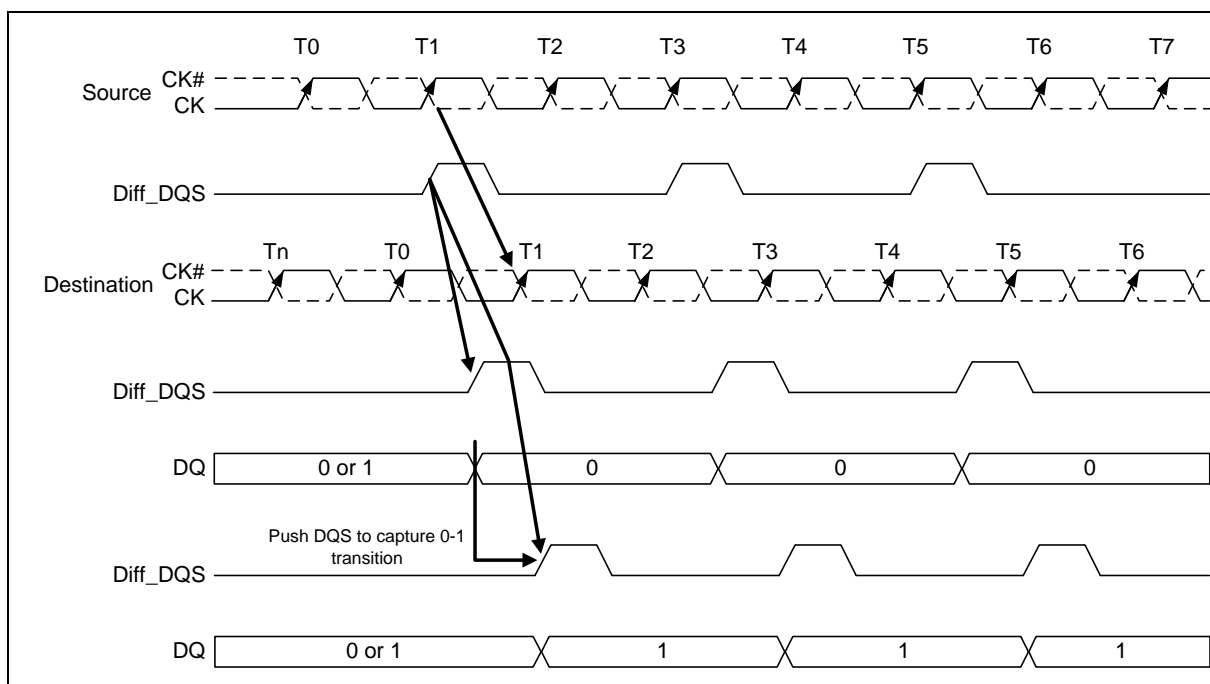 T0 T1 T2 T3 T4 T5 T6 T7
CK#
Source
CK
Diff_DQS
Tn T0 T1 T2 T3 T4 T5 T6
CK#
Destination
CK
Diff_DQS
DQ 0 or 1 0 0 0
Push DQS to capture 0-1
transition
Diff_DQS
DQ 0 or 1 1 1 1